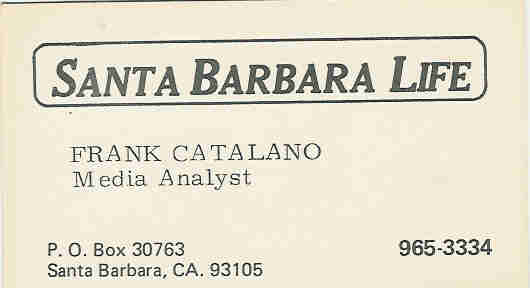 SANTA BARBARA LIFE
FRANK CATALANO
Media Analyst
P. O. Box 30763 965-3334
Santa Barbara, CA. 93105